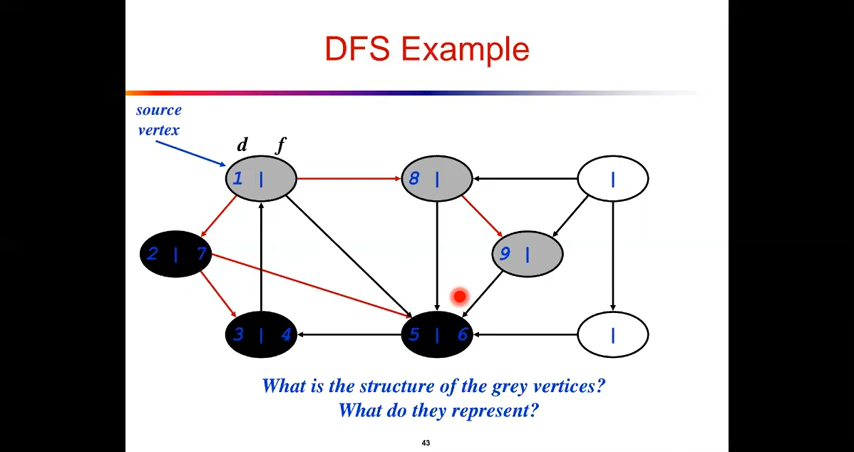 DFS Example
source
vertex
d f
1 |
8 |
|
2 | 7
9 |
3 | 4
5 | 6
|
What is the structure of the grey vertices?
What do they represent?
43